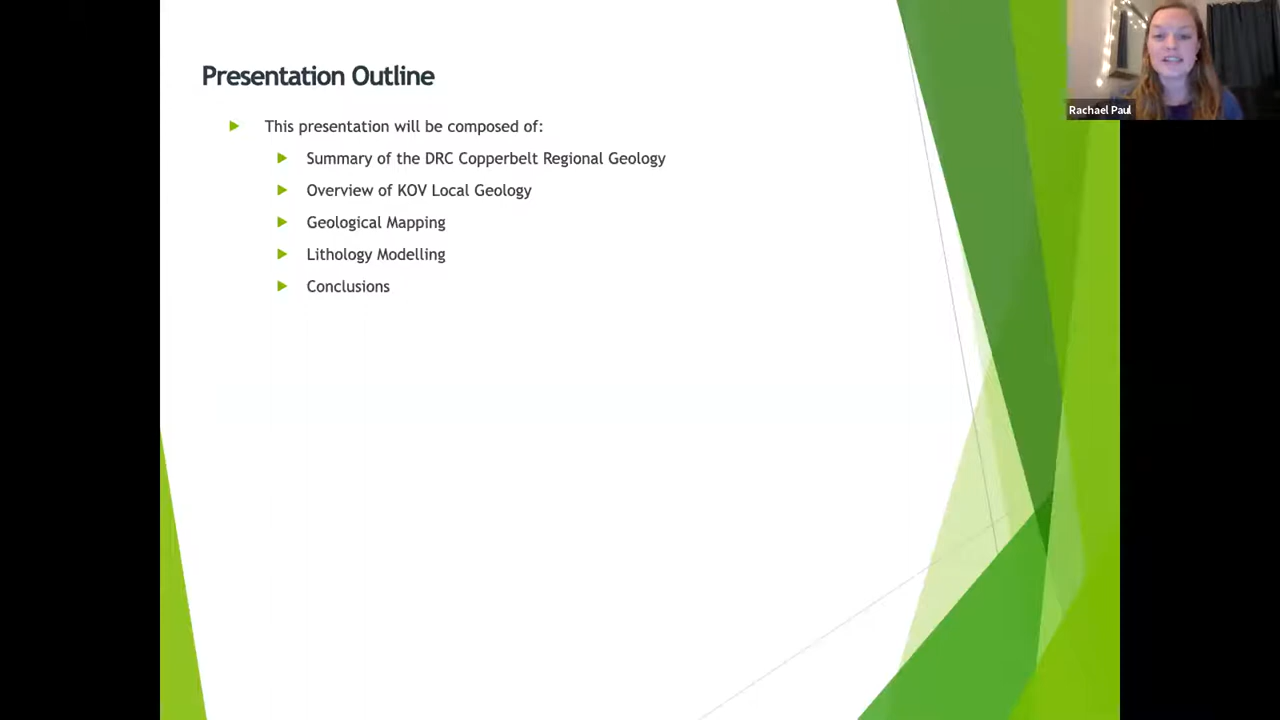 Presentation Outline
This presentation will be composed of:
Summary of the DRC Copperbelt Regional Geology
Overview of KOV Local Geology
Geological Mapping
Lithology Modelling
Conclusions
Rachael Paul